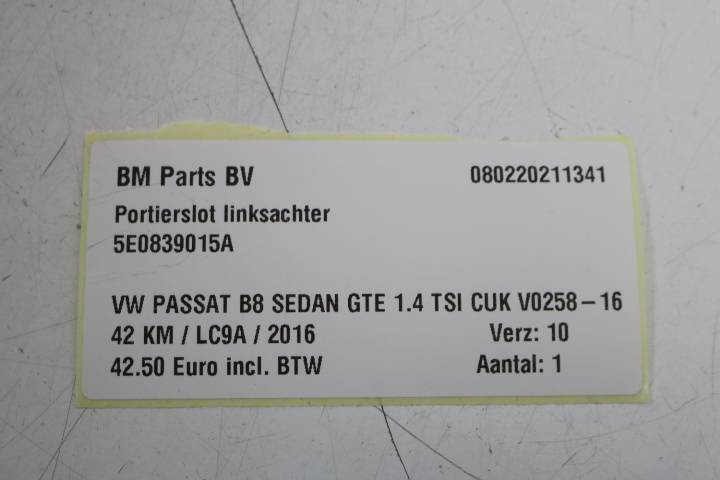 BM Parts BV 080220211341
Portierslot linksachter
5E0839015A
VW PASSAT B8 SEDAN GTE 1.4 TSI CUK V0258-16
42 KM / LC9A / 2016 Verz: 10
42.50 Euro incl. BTW Aantal: 1